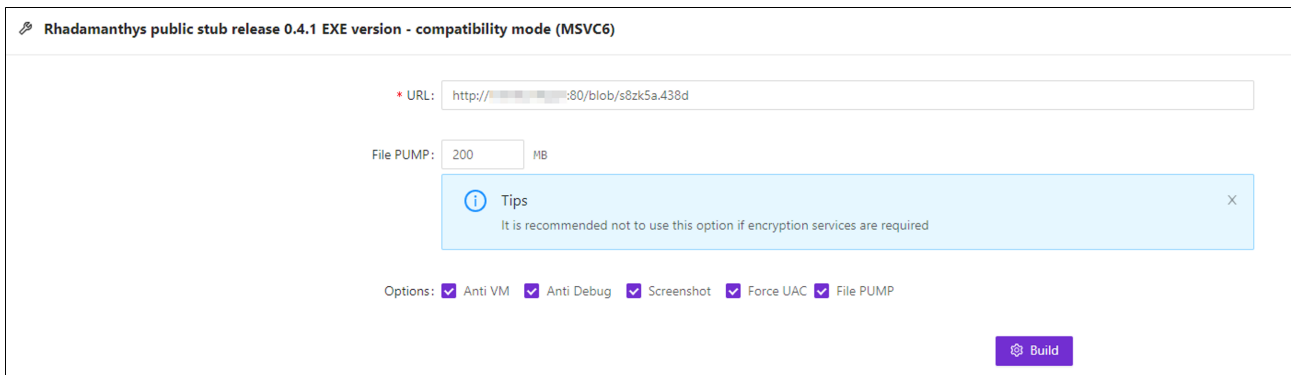 Rhadamanthys public stub release 0.4.1 EXE version - compatibility mode (MSVC6)
* URL: http:// :80/blob/s8zk5a.438d
File PUMP: 200 MB
Tips
It is recommended not to use this option if encryption services are required
Options: Anti VM Anti Debug Screenshot Force UAC File PUMP
Build